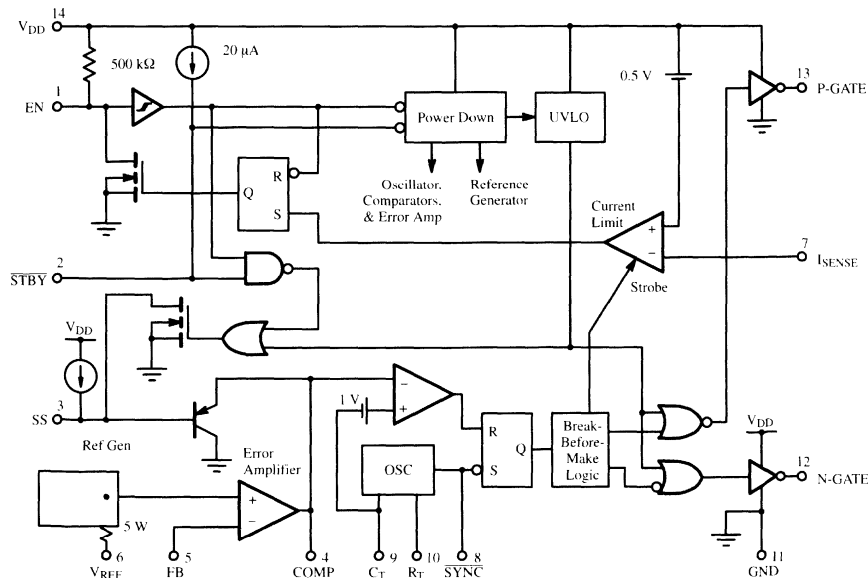 14
V_DD
500 kΩ
20 µA
0.5 V
13
P-GATE
1
EN
Power Down
UVLO
R
Q
S
Oscillator,
Comparators,
& Error Amp
Reference
Generator
Current
Limit
+
−
7
I_SENSE
2
STBY
Strobe
V_DD
3
SS
1 V
−
+
R
Q
S
Break-
Before-
Make
Logic
V_DD
12
N-GATE
Ref Gen
Error
Amplifier
+
−
OSC
5 W
6
V_REF
5
FB
4
COMP
9
C_T
10
R_T
8
SYNC
11
GND